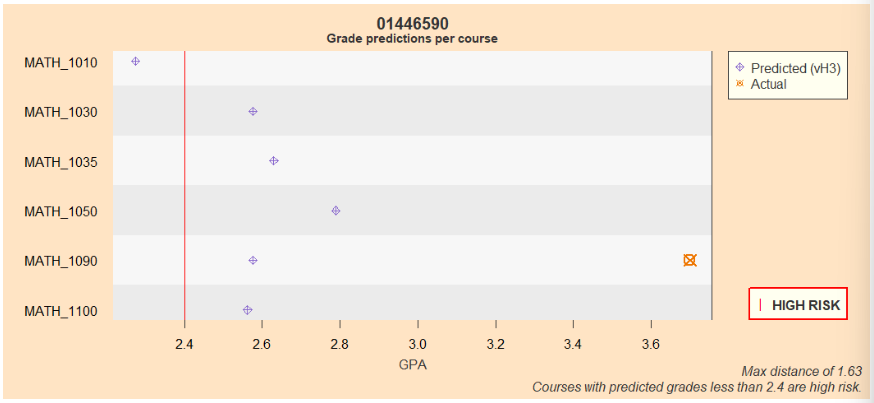 01446590
Grade predictions per course
MATH_1010
MATH_1030
MATH_1035
MATH_1050
MATH_1090
MATH_1100
2.4 2.6 2.8 3.0 3.2 3.4 3.6
GPA
Predicted (vH3)
Actual
HIGH RISK
Max distance of 1.63
Courses with predicted grades less than 2.4 are high risk.